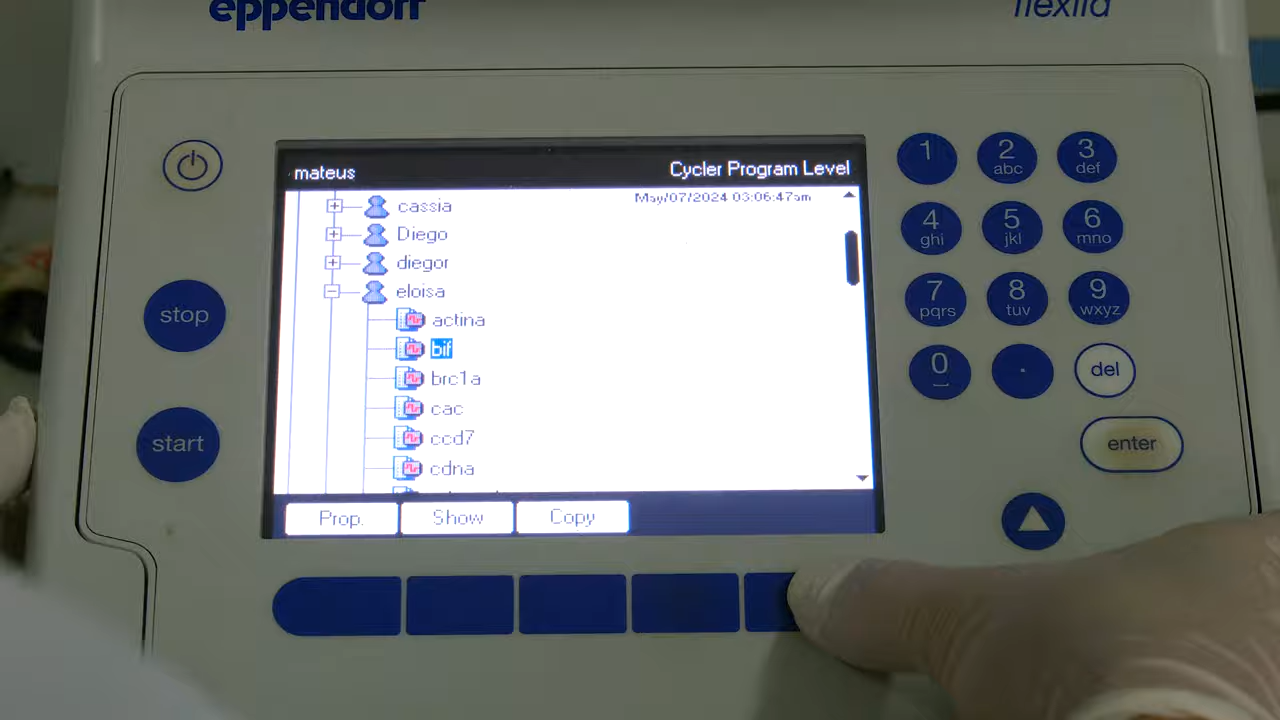 eppendorf
flexlid
mateus
Cycler Program Level
May/07/2024 03:06:47am
cassia
Diego
diegor
eloisa
actina
bif
brc1a
cac
ccd7
cdna
Prop.
Show
Copy
stop
start
1
2 abc
3 def
4 ghi
5 jkl
6 mno
7 pqrs
8 tuv
9 wxyz
0
.
del
enter